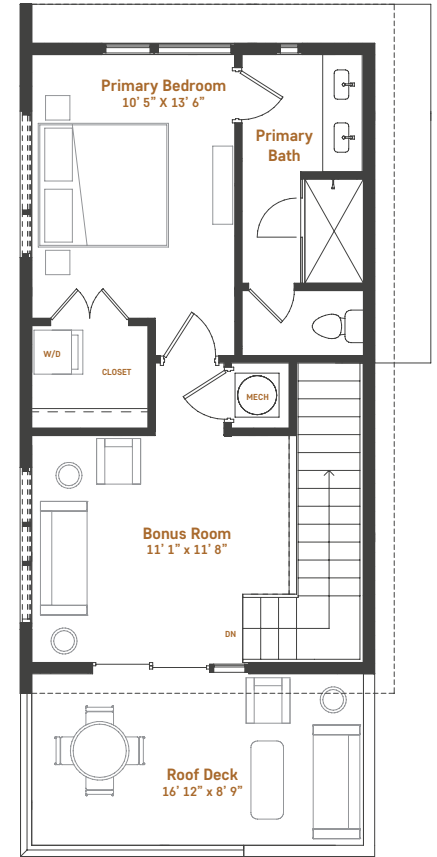 Primary Bedroom
10' 5" X 13' 6"
Primary
Bath
W/D
CLOSET
MECH
Bonus Room
11' 1" x 11' 8"
DN
Roof Deck
16' 12" x 8' 9"